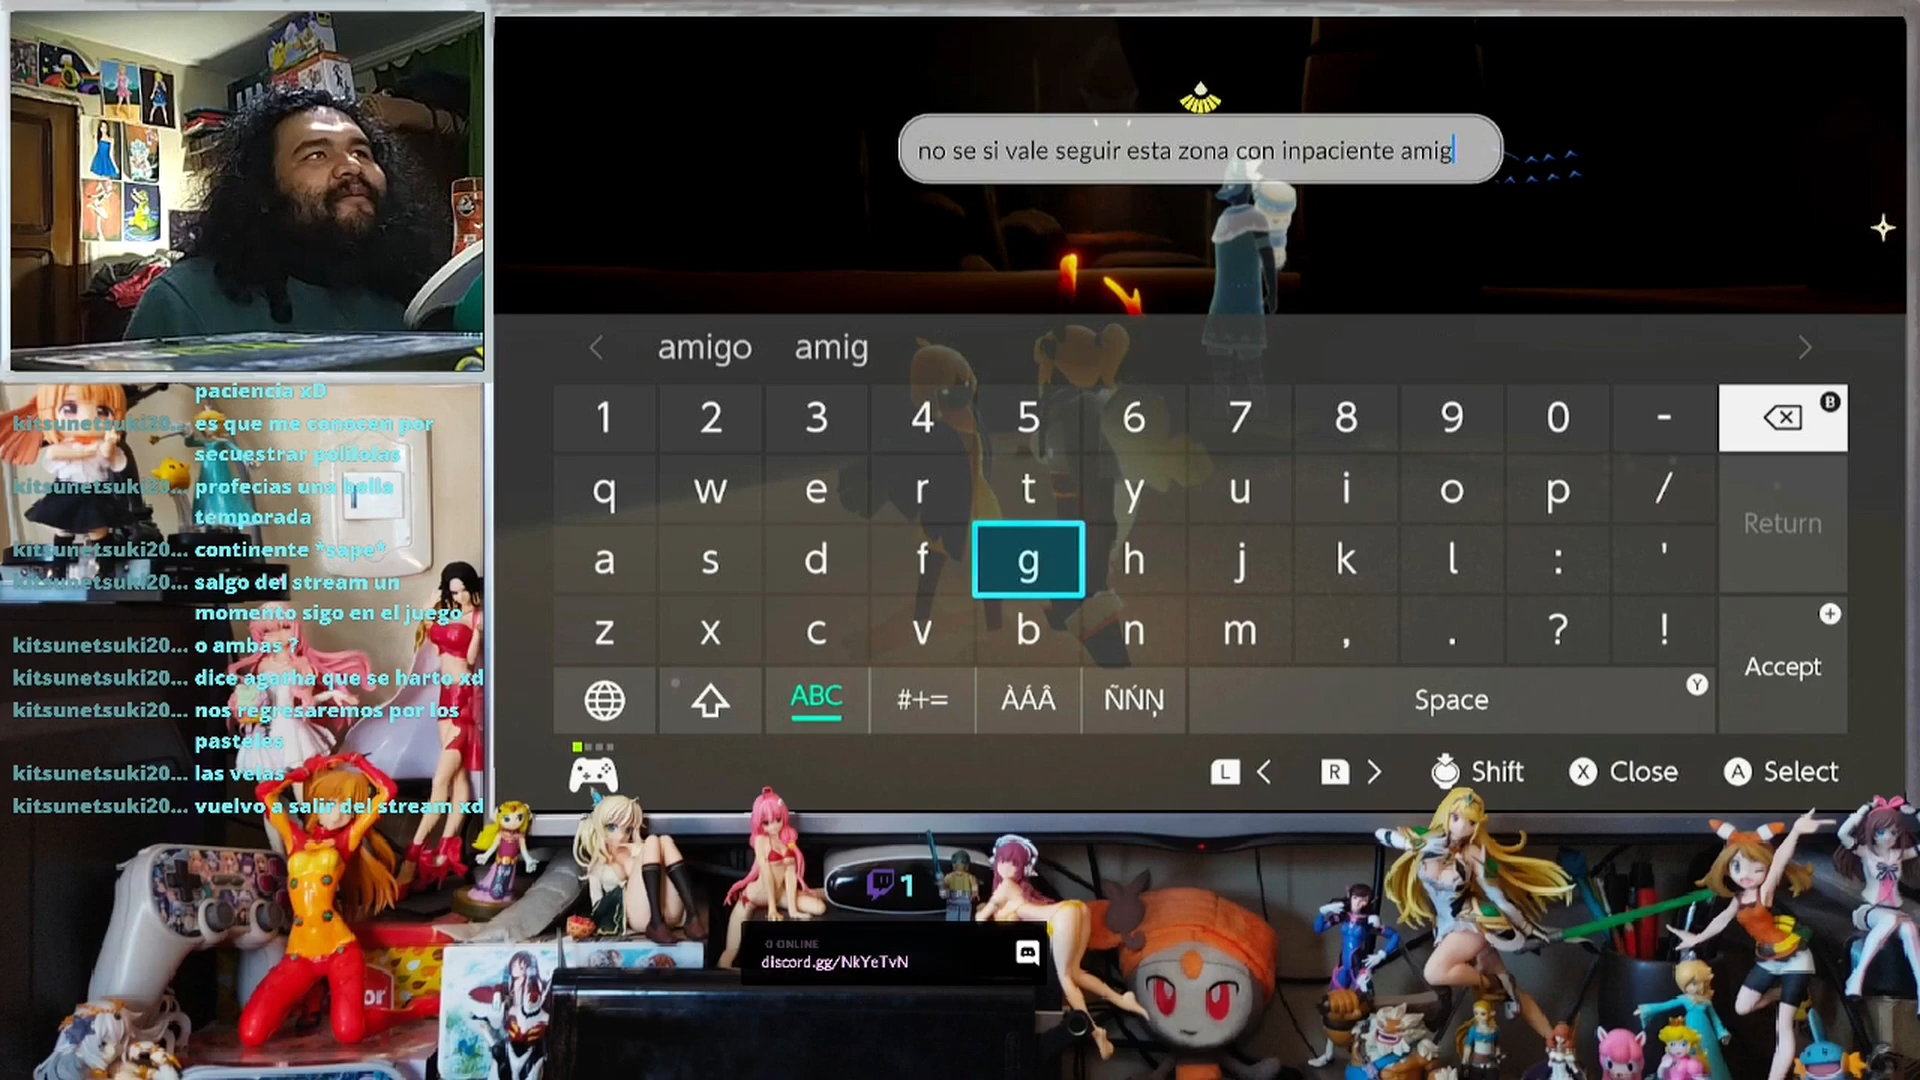 no se si vale seguir esta zona con inpaciente amig
amigo amig
1 2 3 4 5 6 7 8 9 0 -
q w e r t y u i o p /
Return
a s d f g h j k l : '
z x c v b n m , . ? !
Accept
ABC #+= ÀÁÂ ÑŃŅ Space
L < R > Shift X Close A Select
B
+
Y
paciencia xD
kitsunetsuki20... es que me conocen por
secuestrar polillas
kitsunetsuki20... profecias una bella
temporada
kitsunetsuki20... continente *sape*
kitsunetsuki20... salgo del stream un
momento sigo en el juego
kitsunetsuki20... o ambas ?
kitsunetsuki20... dice agatha que se harto xd
kitsunetsuki20... nos regresaremos por los
pasteles
kitsunetsuki20... las velas
kitsunetsuki20... vuelvo a salir del stream xd
1
0 ONLINE
discord.gg/NkYeTvN